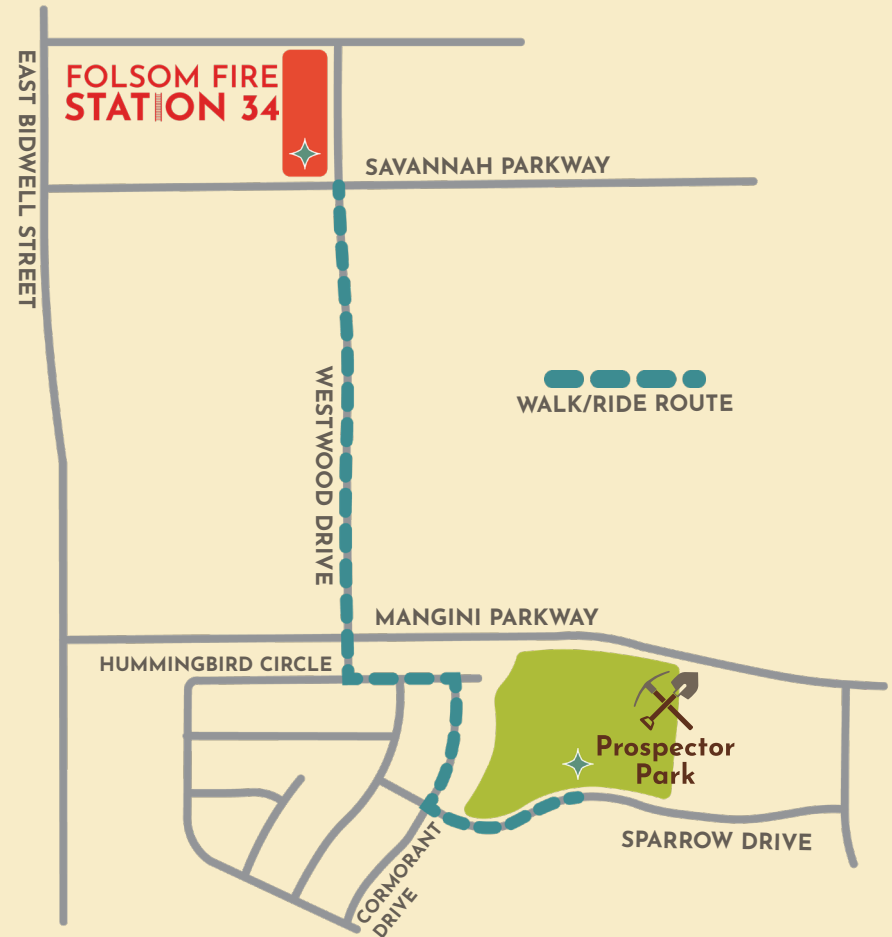 EAST BIDWELL STREET
FOLSOM FIRE
STATION 34
SAVANNAH PARKWAY
WESTWOOD DRIVE
WALK/RIDE ROUTE
MANGINI PARKWAY
HUMMINGBIRD CIRCLE
Prospector
Park
SPARROW DRIVE
CORMORANT
DRIVE